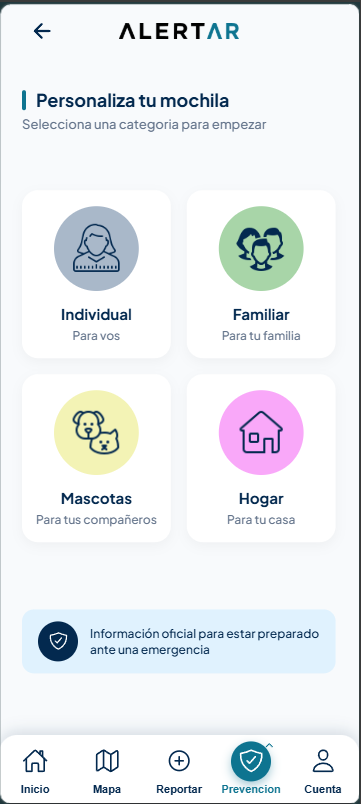 ALERTAR
Personaliza tu mochila
Selecciona una categoria para empezar
Individual
Para vos
Familiar
Para tu familia
Mascotas
Para tus compañeros
Hogar
Para tu casa
Información oficial para estar preparado
ante una emergencia
Inicio
Mapa
Reportar
Prevencion
Cuenta